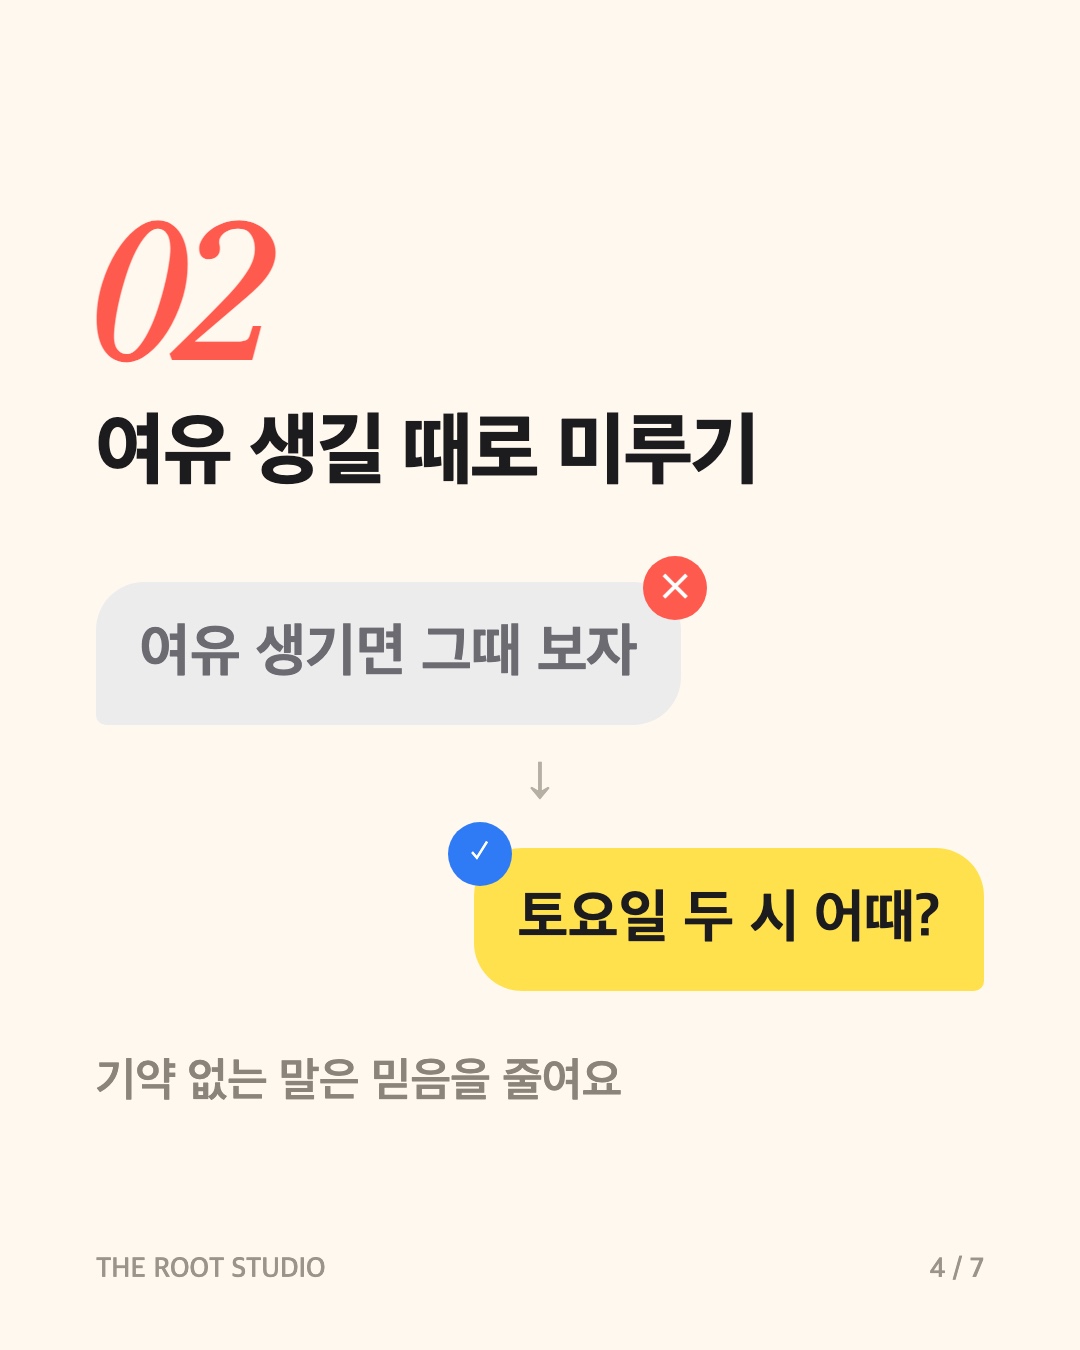 02
여유 생길 때로 미루기
여유 생기면 그때 보자
토요일 두 시 어때?
기약 없는 말은 믿음을 줄여요
THE ROOT STUDIO
4 / 7